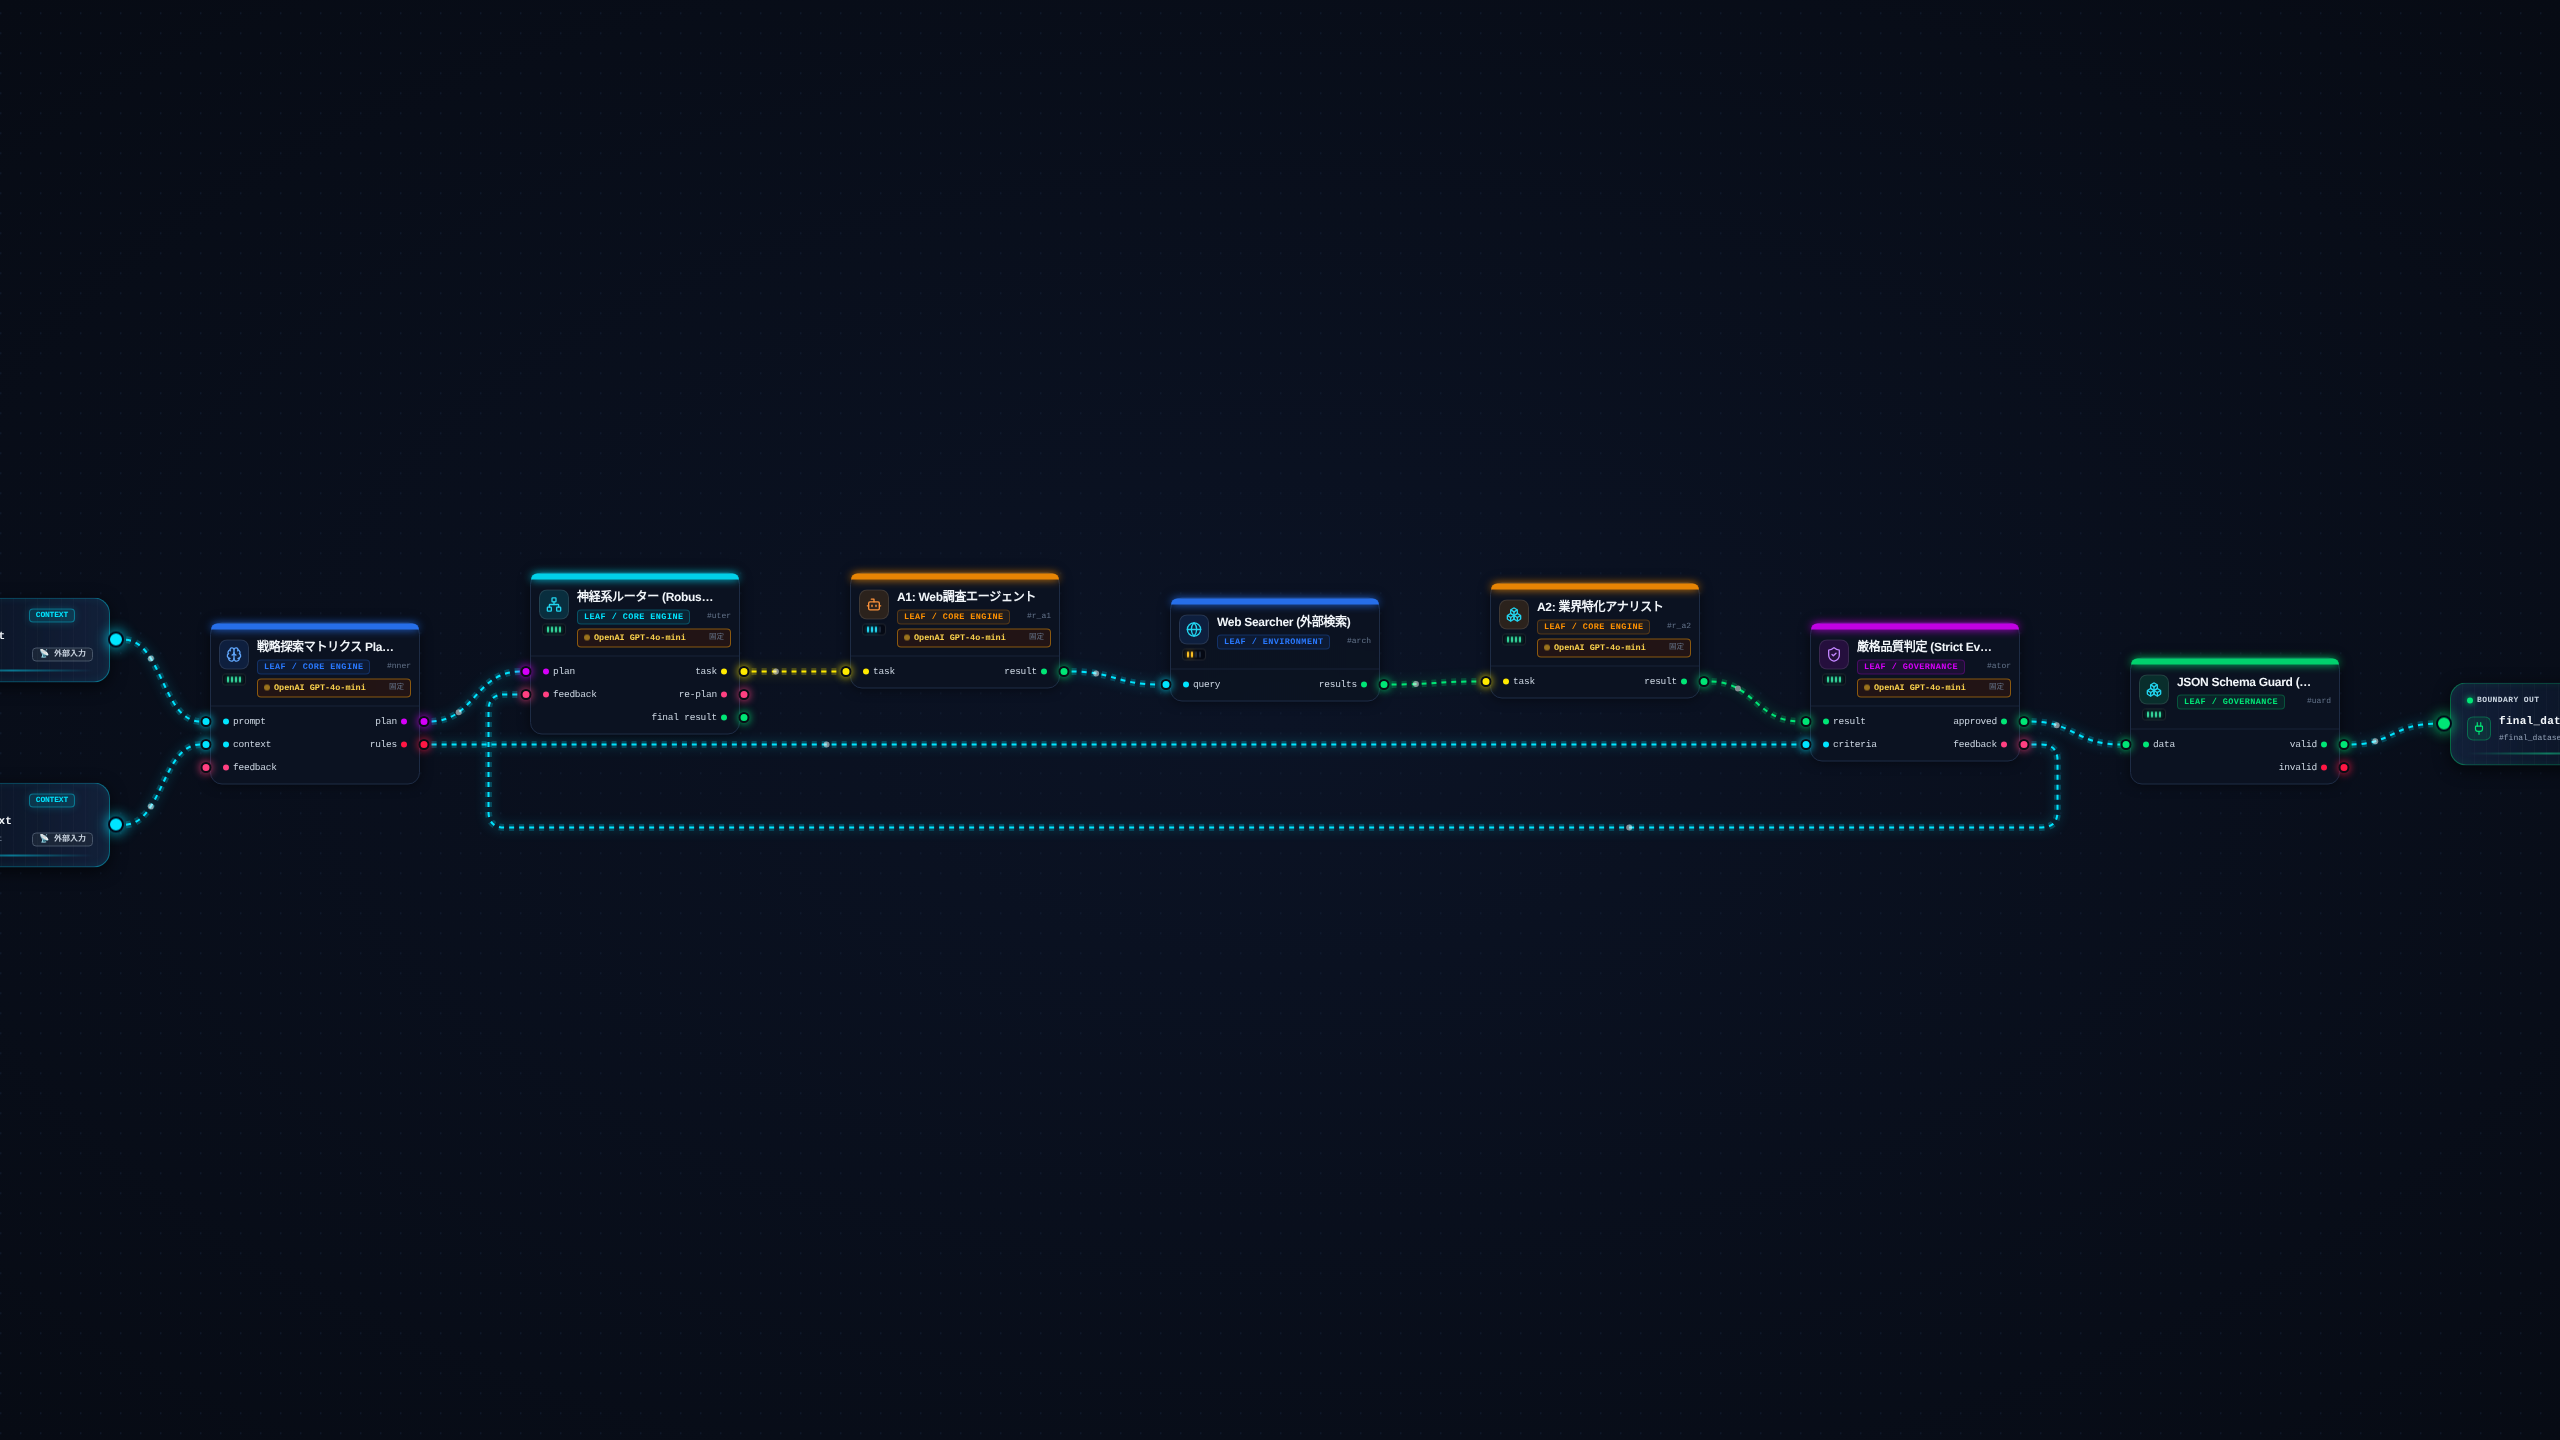 CONTEXT
t
外部入力
CONTEXT
xt
外部入力
戦略探索マトリクス Pla…
LEAF / CORE ENGINE
#nner
OpenAI GPT-4o-mini
固定
prompt
plan
context
rules
feedback
神経系ルーター (Robus…
LEAF / CORE ENGINE
#uter
OpenAI GPT-4o-mini
固定
plan
task
feedback
re-plan
final result
A1: Web調査エージェント
LEAF / CORE ENGINE
#r_a1
OpenAI GPT-4o-mini
固定
task
result
Web Searcher (外部検索)
LEAF / ENVIRONMENT
#arch
query
results
A2: 業界特化アナリスト
LEAF / CORE ENGINE
#r_a2
OpenAI GPT-4o-mini
固定
task
result
厳格品質判定 (Strict Ev…
LEAF / GOVERNANCE
#ator
OpenAI GPT-4o-mini
固定
result
approved
criteria
feedback
JSON Schema Guard (…
LEAF / GOVERNANCE
#uard
data
valid
invalid
BOUNDARY OUT
final_dat
#final_datase